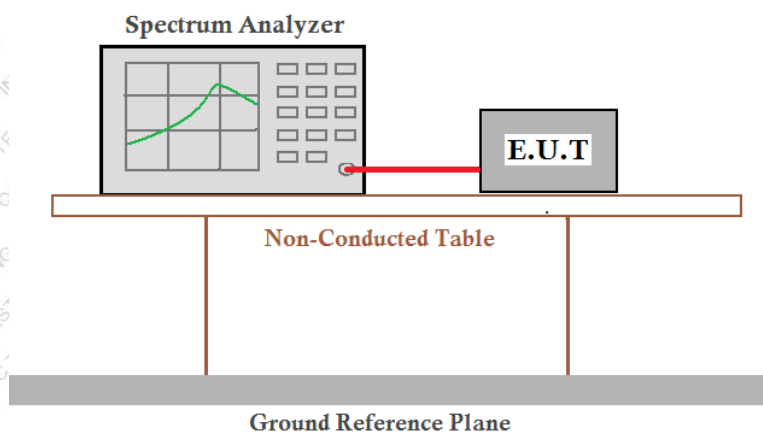 Spectrum Analyzer
E.U.T
Non-Conducted Table
Ground Reference Plane